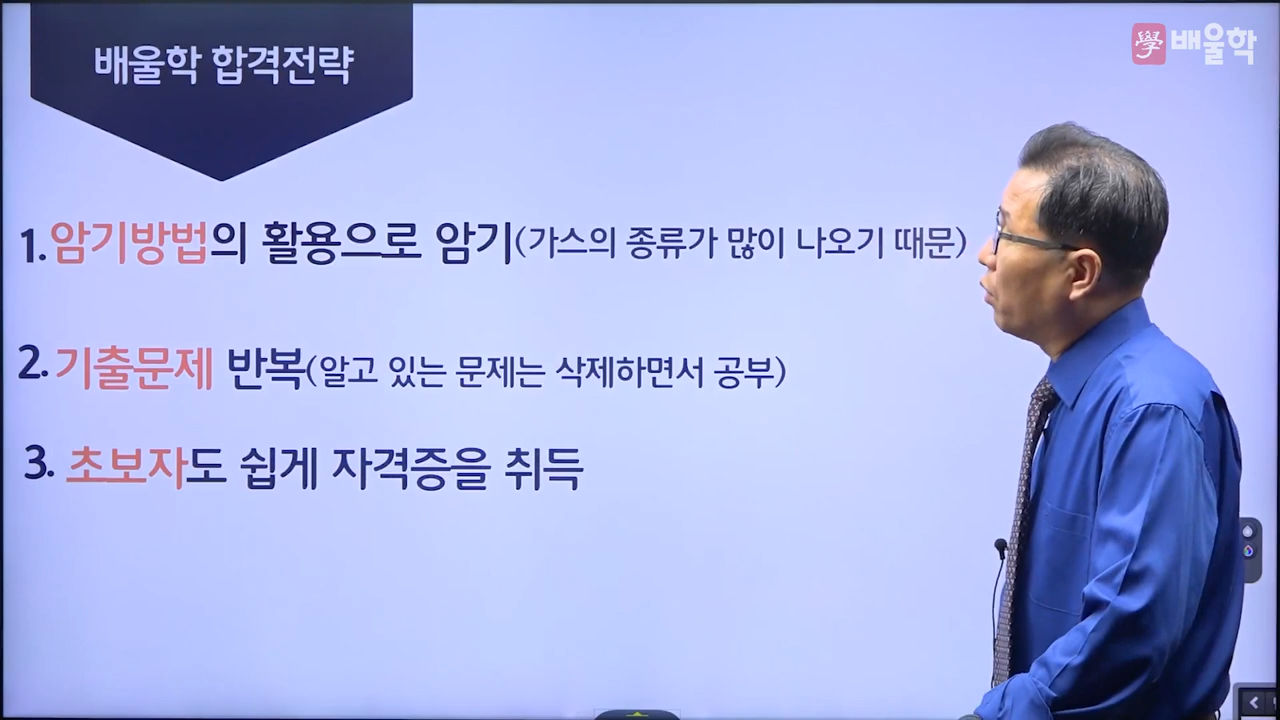 배울학 합격전략
學 배울학
1. 암기방법의 활용으로 암기(가스의 종류가 많이 나오기 때문)
2. 기출문제 반복(알고 있는 문제는 삭제하면서 공부)
3. 초보자도 쉽게 자격증을 취득